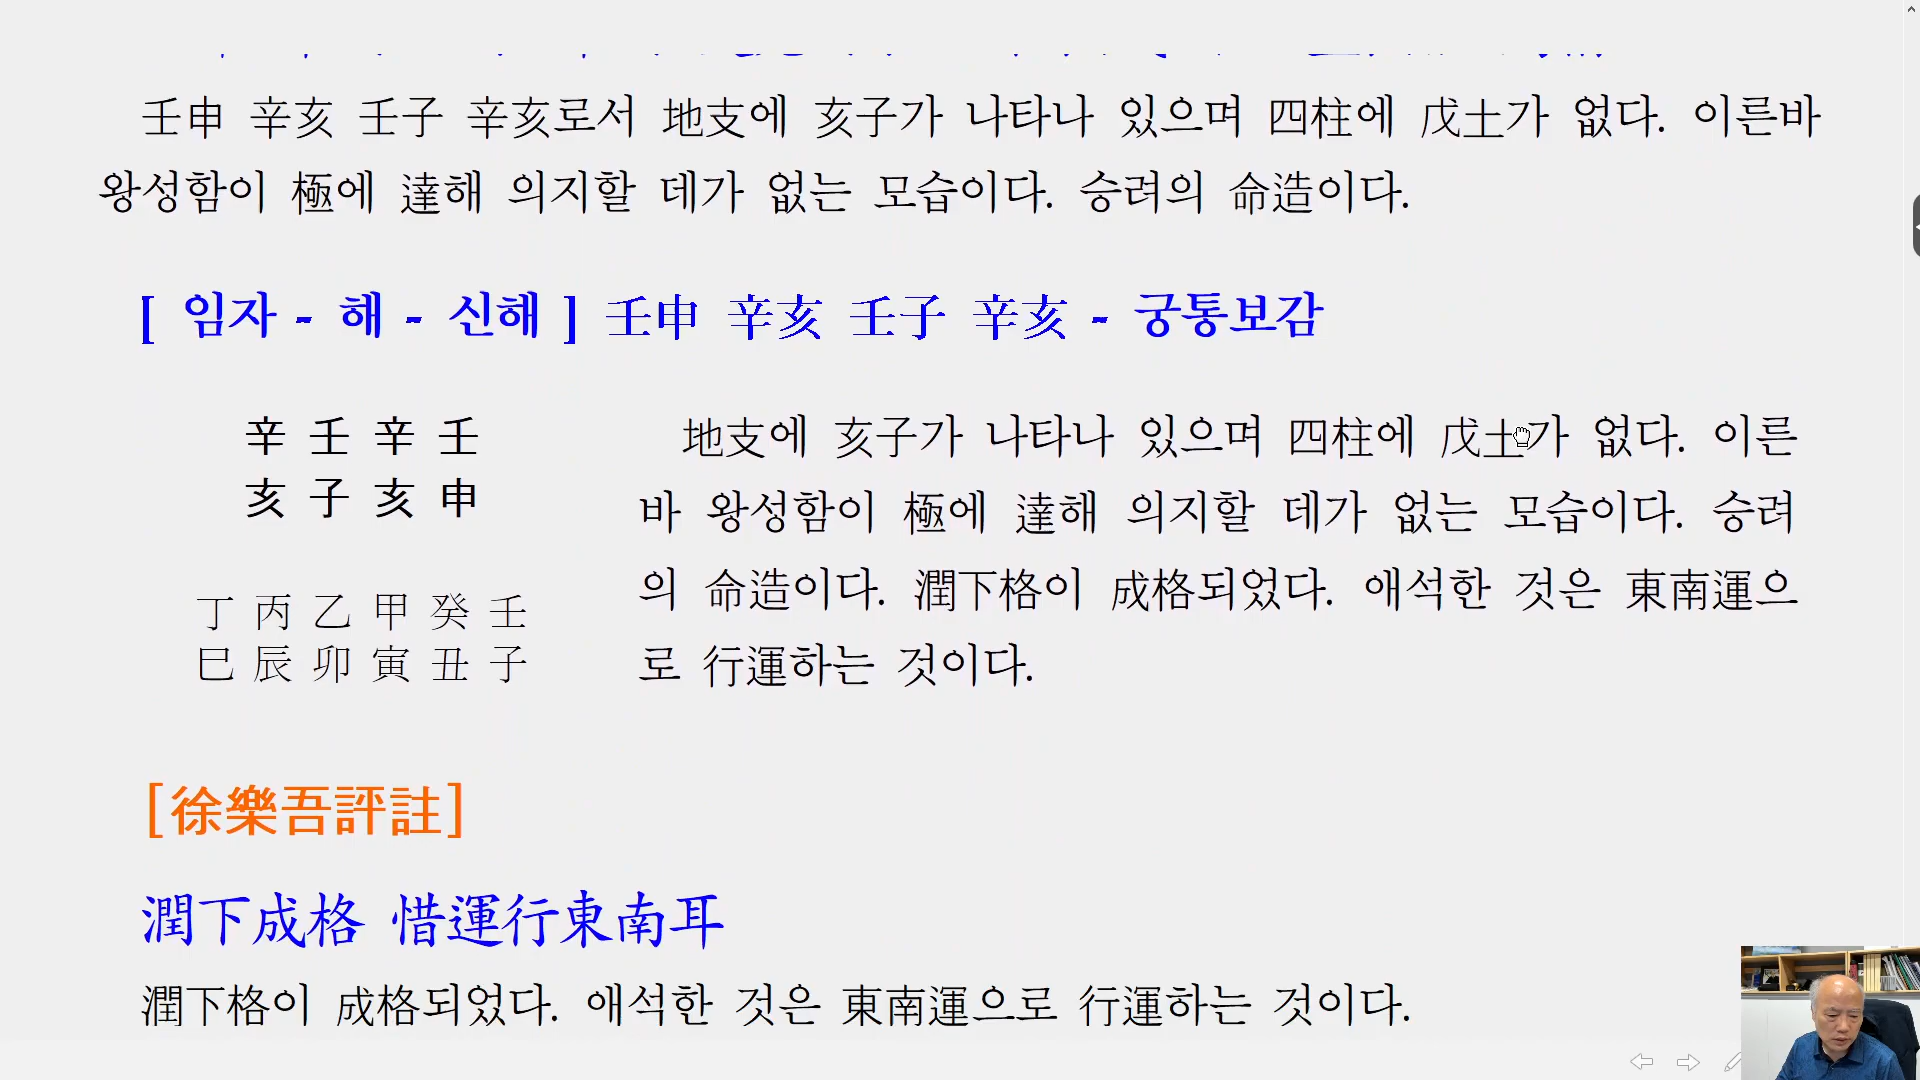 壬申 辛亥 壬子 辛亥로서 地支에 亥子가 나타나 있으며 四柱에 戊土가 없다. 이른바
왕성함이 極에 達해 의지할 데가 없는 모습이다. 승려의 命造이다.
[ 임자 - 해 - 신해 ] 壬申 辛亥 壬子 辛亥 - 궁통보감
辛 壬 辛 壬
亥 子 亥 申
丁 丙 乙 甲 癸 壬
巳 辰 卯 寅 丑 子
地支에 亥子가 나타나 있으며 四柱에 戊土가 없다. 이른
바 왕성함이 極에 達해 의지할 데가 없는 모습이다. 승려
의 命造이다. 潤下格이 成格되었다. 애석한 것은 東南運으
로 行運하는 것이다.
[徐樂吾評註]
潤下成格 惜運行東南耳
潤下格이 成格되었다. 애석한 것은 東南運으로 行運하는 것이다.